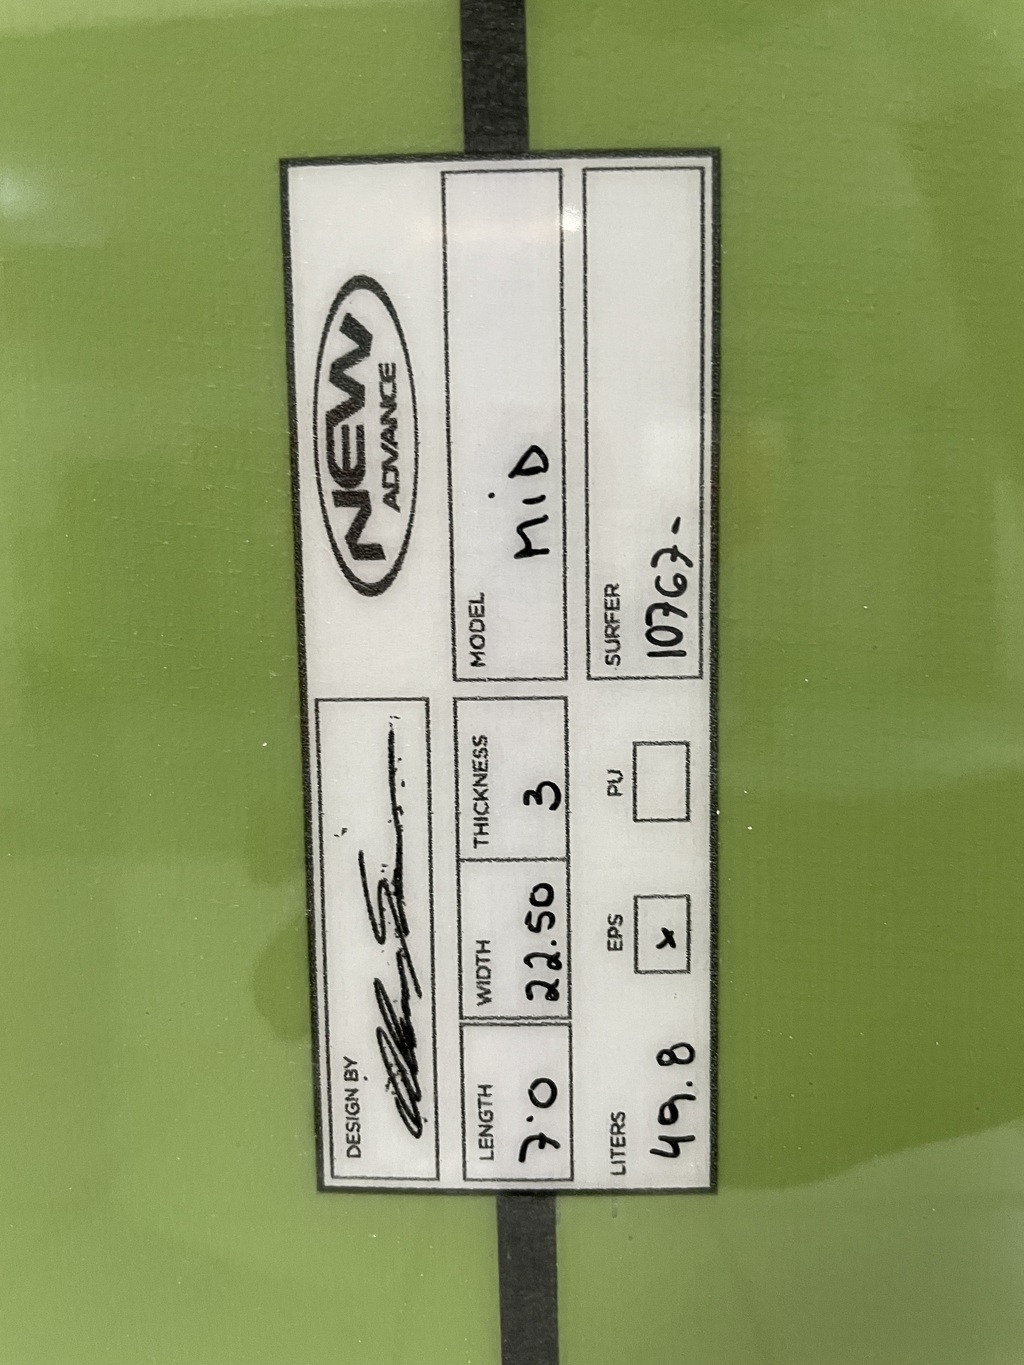 DESIGN BY
NEW
ADVANCE
LENGTH WIDTH THICKNESS MODEL
7.0 22.50 3 MiD
LITERS EPS PU SURFER
49.8 x 10767-